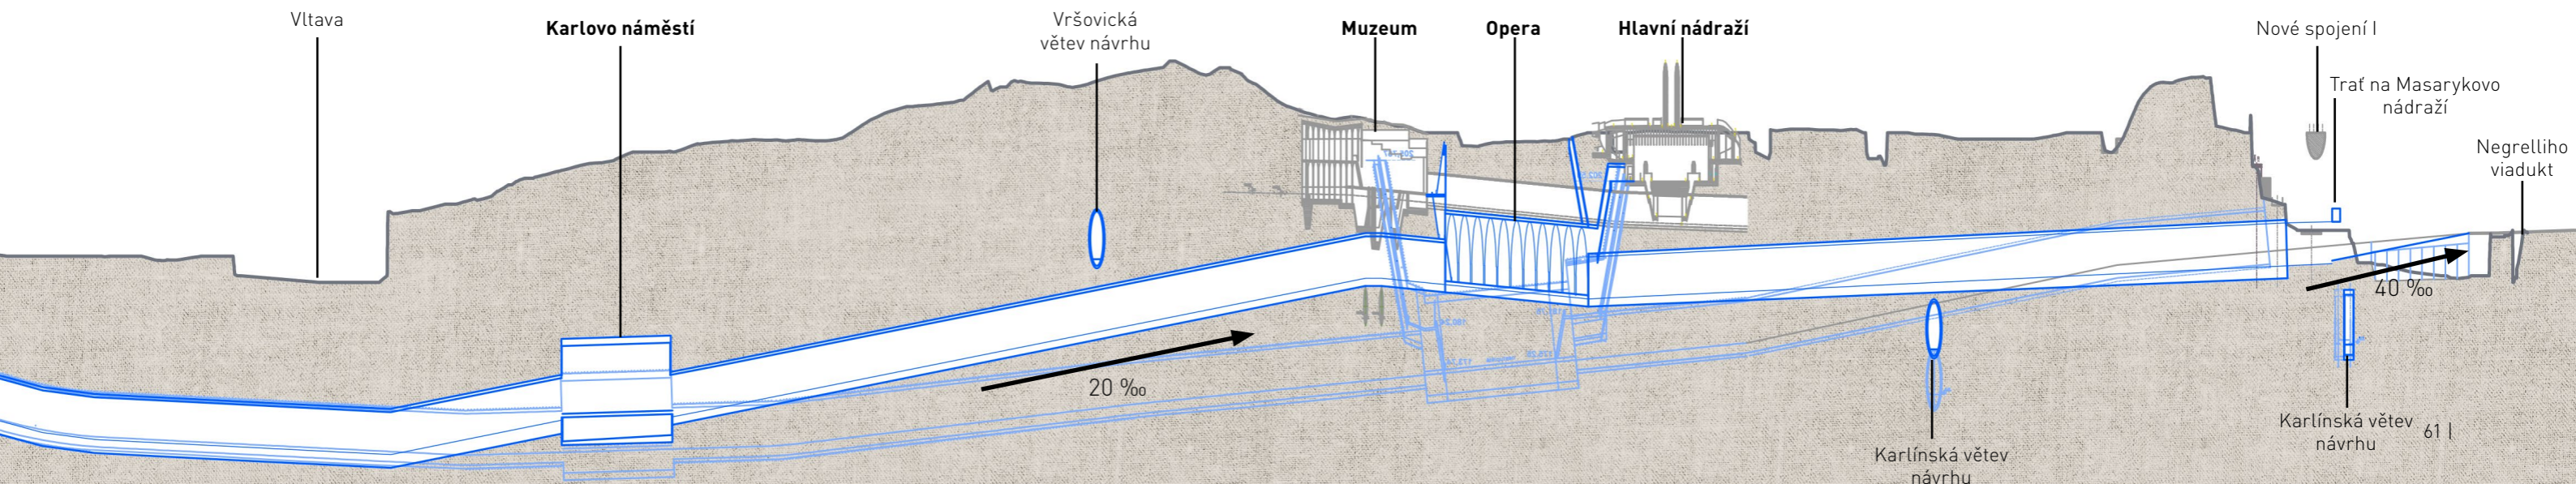 Vltava
Karlovo náměstí
Vršovická
větev návrhu
Muzeum
Opera
Hlavní nádraží
Nové spojení I
Trať na Masarykovo
nádraží
Negrelliho
viadukt
20 ‰
40 ‰
Karlínská větev
návrhu
Karlínská větev
návrhu
61 |